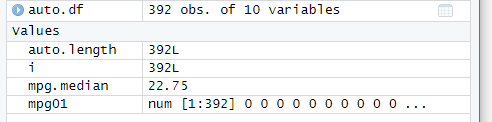 auto.df 392 obs. of 10 variables
values
auto.length 392L
i 392L
mpg.median 22.75
mpg01 num [1:392] 0 0 0 0 0 0 0 0 0 0 ...